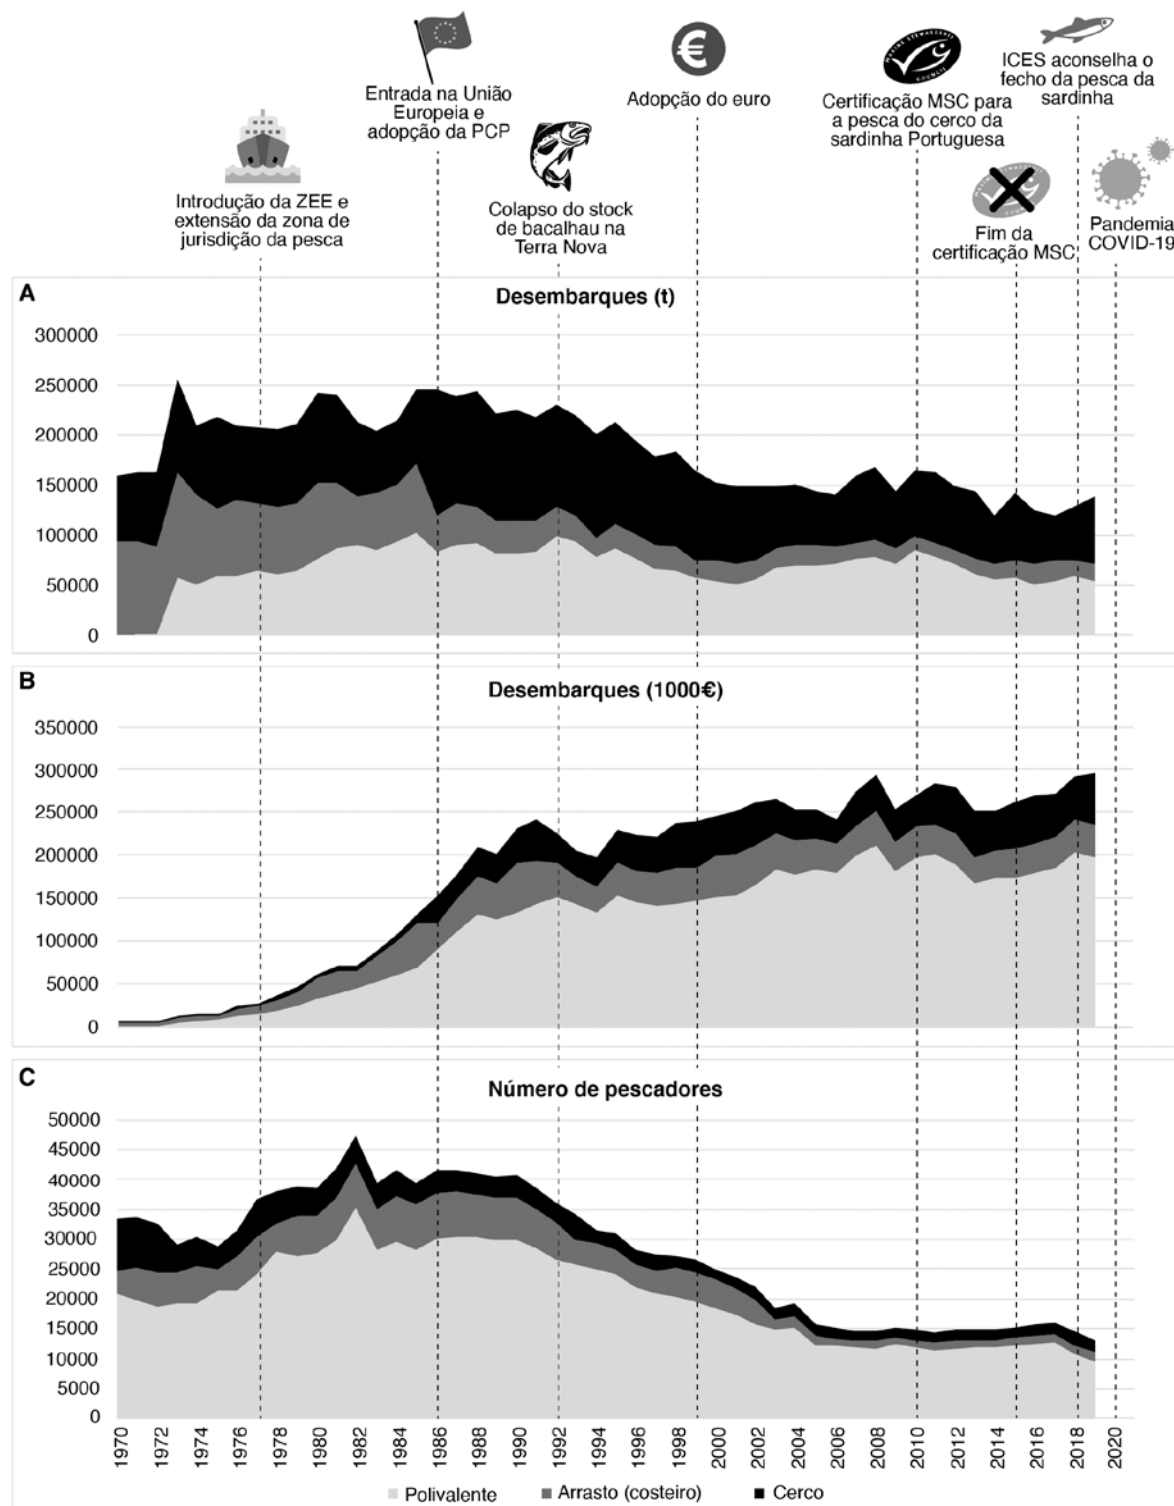 Entrada na União
Europeia e
adopção da PCP
Adopção do euro
Certificação MSC para
a pesca do cerco da
sardinha Portuguesa
ICES aconselha o
fecho da pesca da
sardinha
Introdução da ZEE e
extensão da zona de
jurisdição da pesca
Colapso do stock
de bacalhau na
Terra Nova
Fim da
certificação MSC
Pandemia
COVID-19
A
Desembarques (t)
300000
250000
200000
150000
100000
50000
0
B
Desembarques (1000€)
350000
300000
250000
200000
150000
100000
50000
0
C
Número de pescadores
50000
45000
40000
35000
30000
25000
20000
15000
10000
5000
0
1970 1972 1974 1976 1978 1980 1982 1984 1986 1988 1990 1992 1994 1996 1998 2000 2002 2004 2006 2008 2010 2012 2014 2016 2018 2020
Polivalente Arrasto (costeiro) Cerco